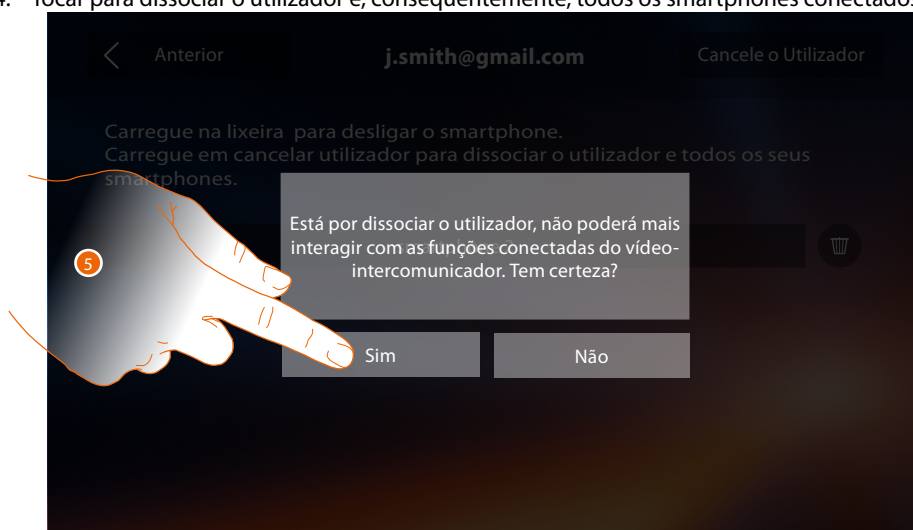 4. Tocar para dissociar o utilizador e, consequentemente, todos os smartphones conectados
Anterior
j.smith@gmail.com
Cancele o Utilizador
Carregue na lixeira para desligar o smartphone.
Carregue em cancelar utilizador para dissociar o utilizador e todos os seus
smartphones.
Está por dissociar o utilizador, não poderá mais
interagir com as funções conectadas do vídeo-
intercomunicador. Tem certeza?
5
Sim
Não